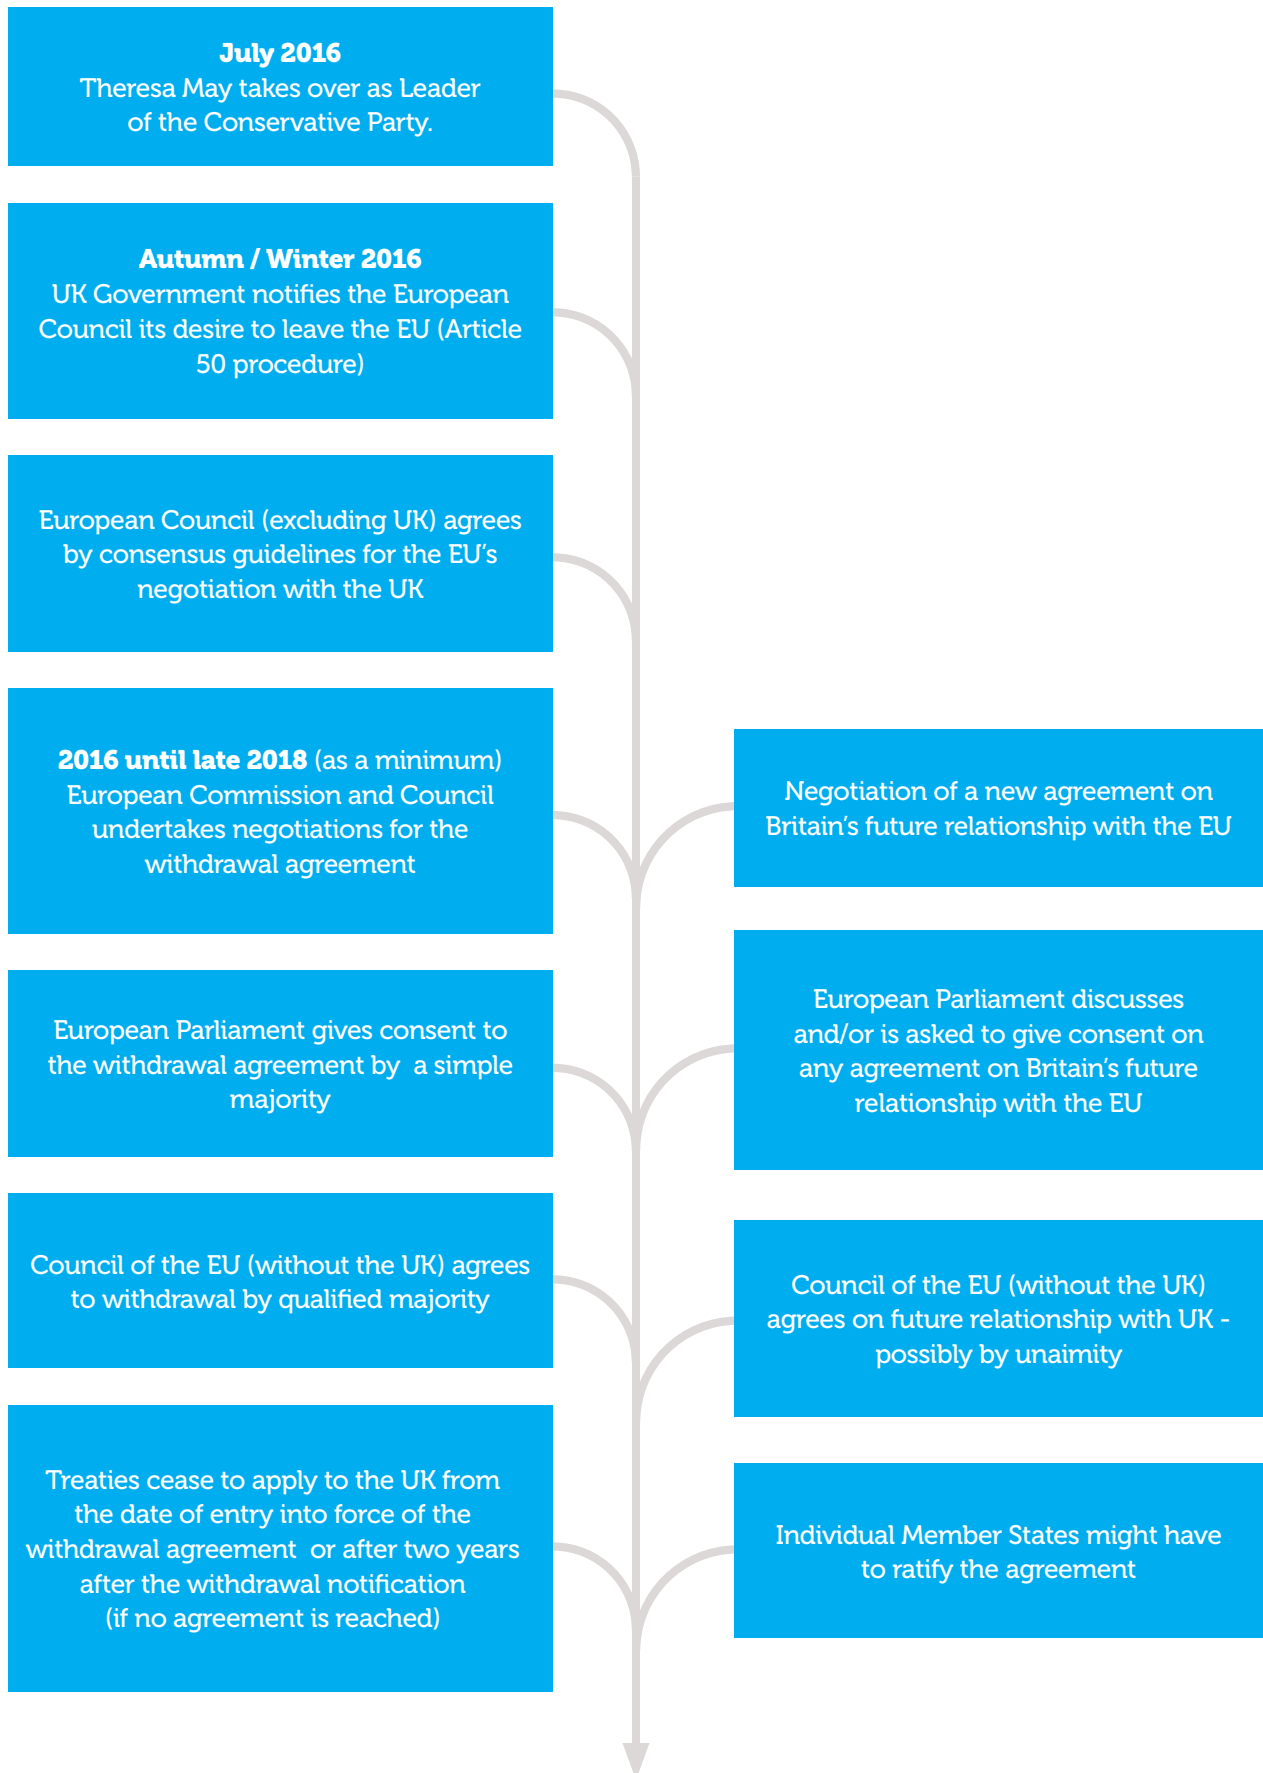 July 2016
Theresa May takes over as Leader
of the Conservative Party.
Autumn / Winter 2016
UK Government notifies the European
Council its desire to leave the EU (Article
50 procedure)
European Council (excluding UK) agrees
by consensus guidelines for the EU's
negotiation with the UK
2016 until late 2018 (as a minimum)
European Commission and Council
undertakes negotiations for the
withdrawal agreement
Negotiation of a new agreement on
Britain's future relationship with the EU
European Parliament gives consent to
the withdrawal agreement by a simple
majority
European Parliament discusses
and/or is asked to give consent on
any agreement on Britain's future
relationship with the EU
Council of the EU (without the UK) agrees
to withdrawal by qualified majority
Council of the EU (without the UK)
agrees on future relationship with UK -
possibly by unaimity
Treaties cease to apply to the UK from
the date of entry into force of the
withdrawal agreement or after two years
after the withdrawal notification
(if no agreement is reached)
Individual Member States might have
to ratify the agreement